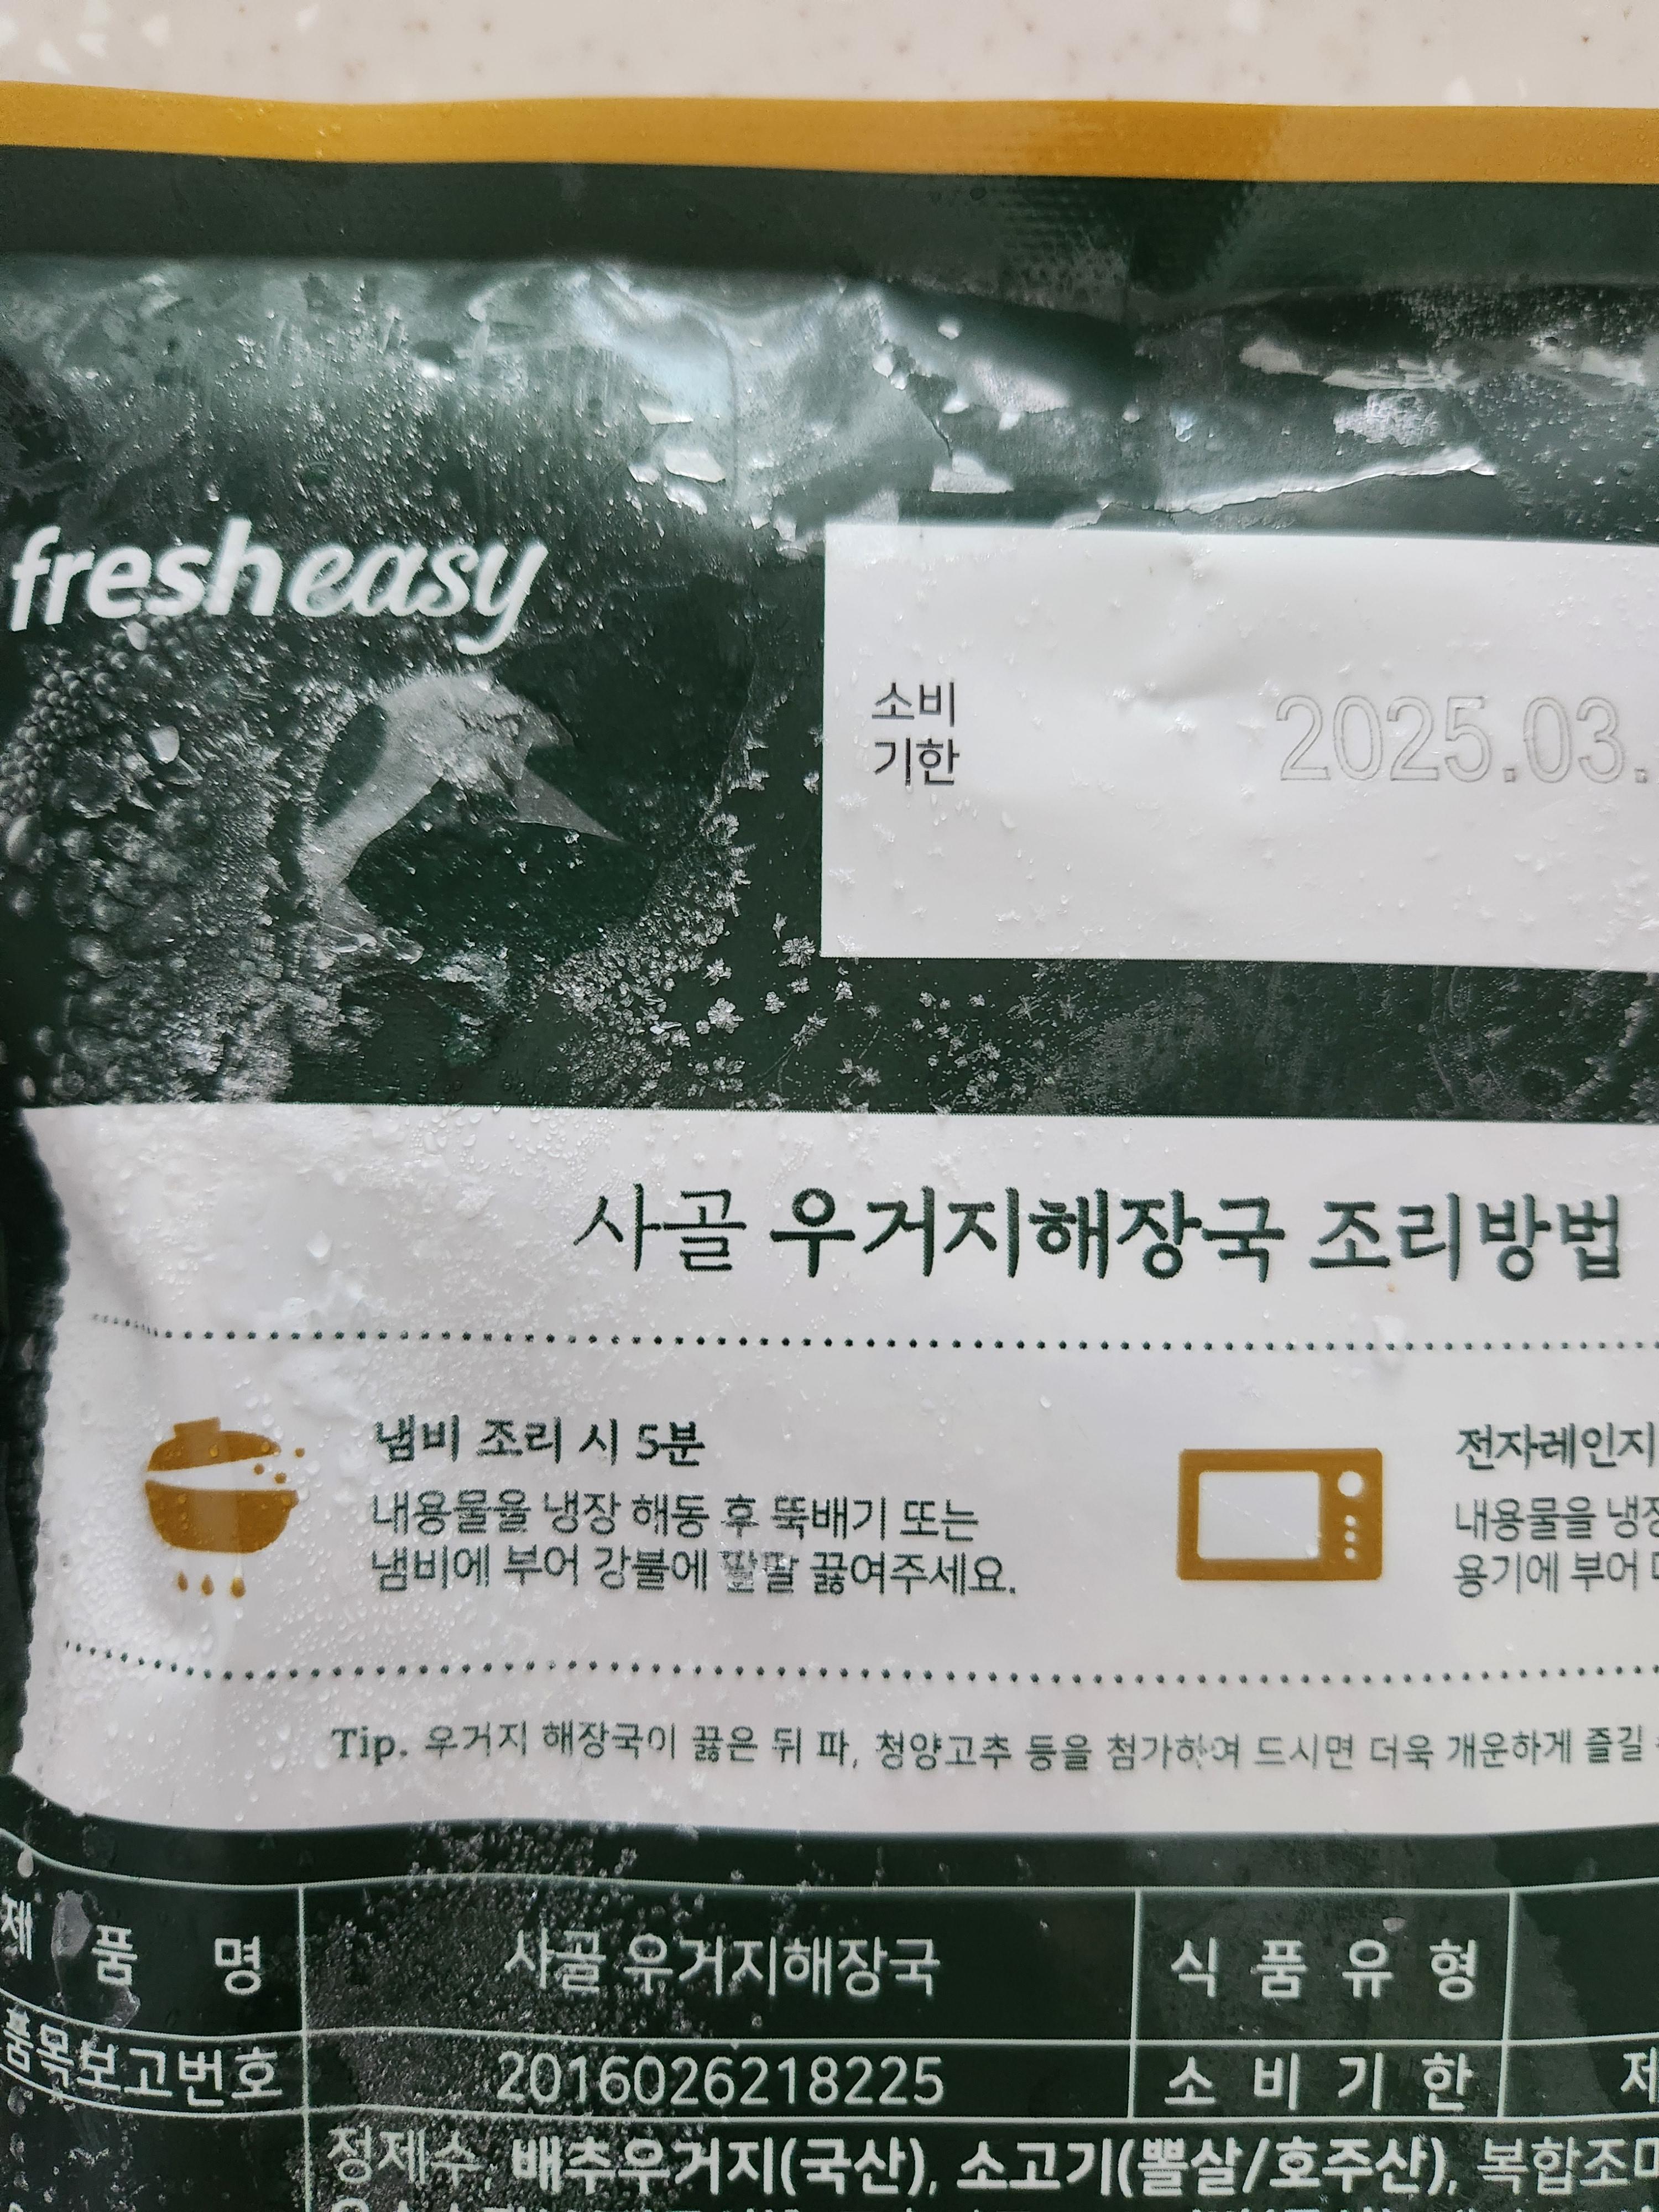 fresheasy
소비
기한
2025.03.
사골 우거지해장국 조리방법
냄비 조리 시 5분
내용물을 냉장 해동 후 뚝배기 또는
냄비에 부어 강불에 팔팔 끓여주세요.
전자레인지
내용물을 냉장
용기에 부어
Tip. 우거지 해장국이 끓은 뒤 파, 청양고추 등을 첨가하여 드시면 더욱 개운하게 즐길
제 품 명
사골 우거지해장국
식 품 유 형
품목보고번호
2016026218225
소 비 기 한
제
정제수, 배추우거지(국산), 소고기(뽈살/호주산), 복합조미